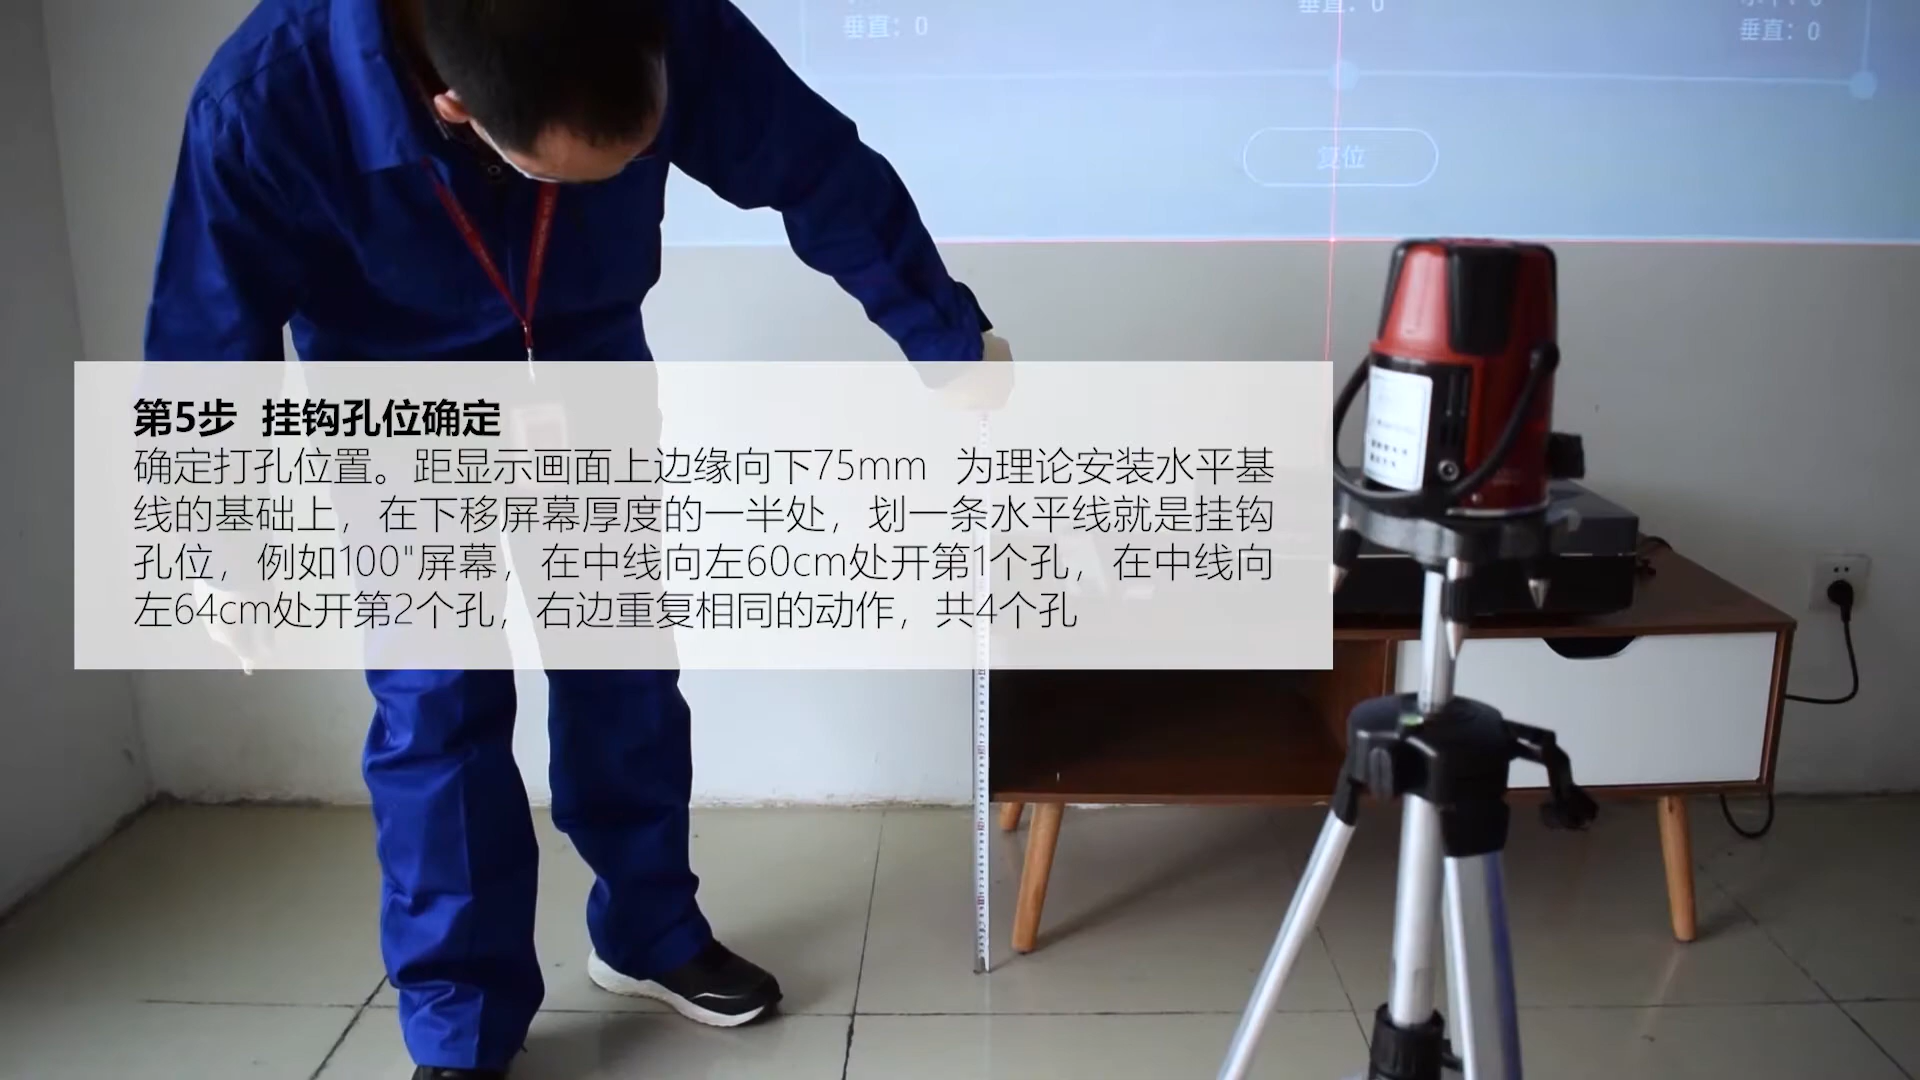 垂直：0
垂直：0
垂直：0
复位
第5步 挂钩孔位确定
确定打孔位置。距显示画面上边缘向下75mm 为理论安装水平基
线的基础上，在下移屏幕厚度的一半处，划一条水平线就是挂钩
孔位，例如100"屏幕，在中线向左60cm处开第1个孔，在中线向
左64cm处开第2个孔，右边重复相同的动作，共4个孔